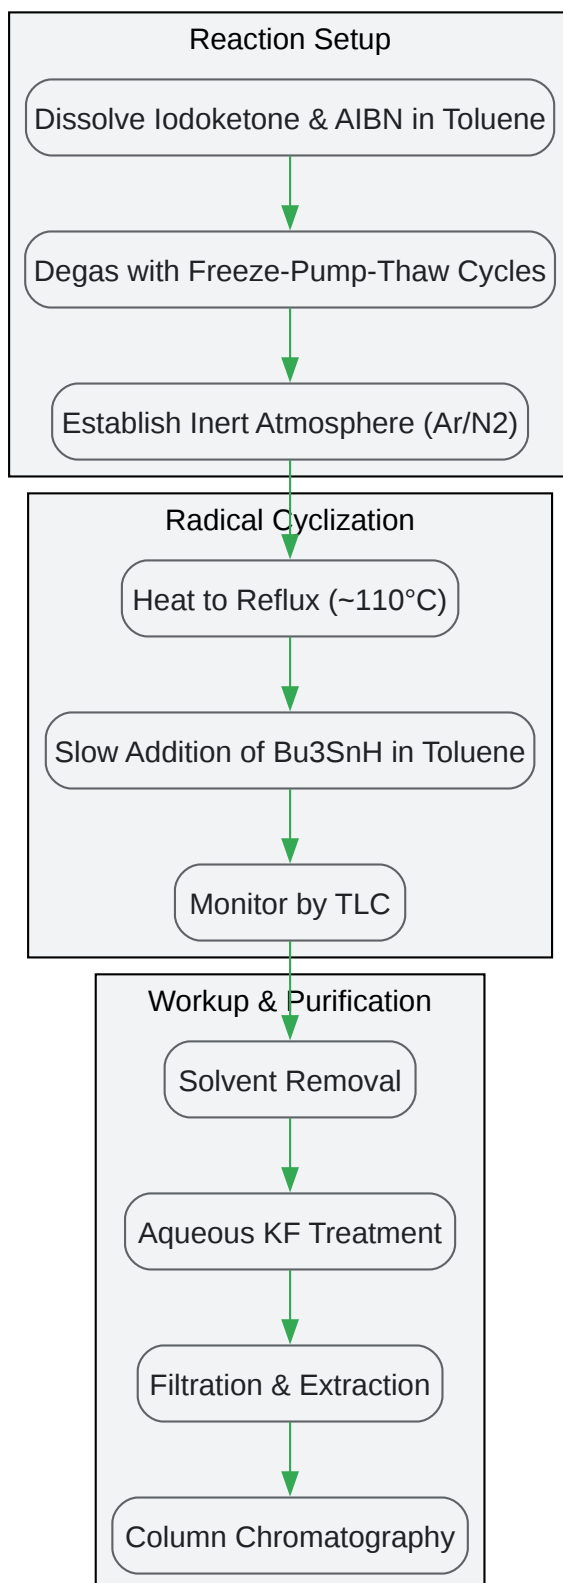 Reaction Setup
Dissolve Iodoketone & AIBN in Toluene
Degas with Freeze-Pump-Thaw Cycles
Establish Inert Atmosphere (Ar/N2)
Radical Cyclization
Heat to Reflux (~110°C)
Slow Addition of Bu3SnH in Toluene
Monitor by TLC
Workup & Purification
Solvent Removal
Aqueous KF Treatment
Filtration & Extraction
Column Chromatography